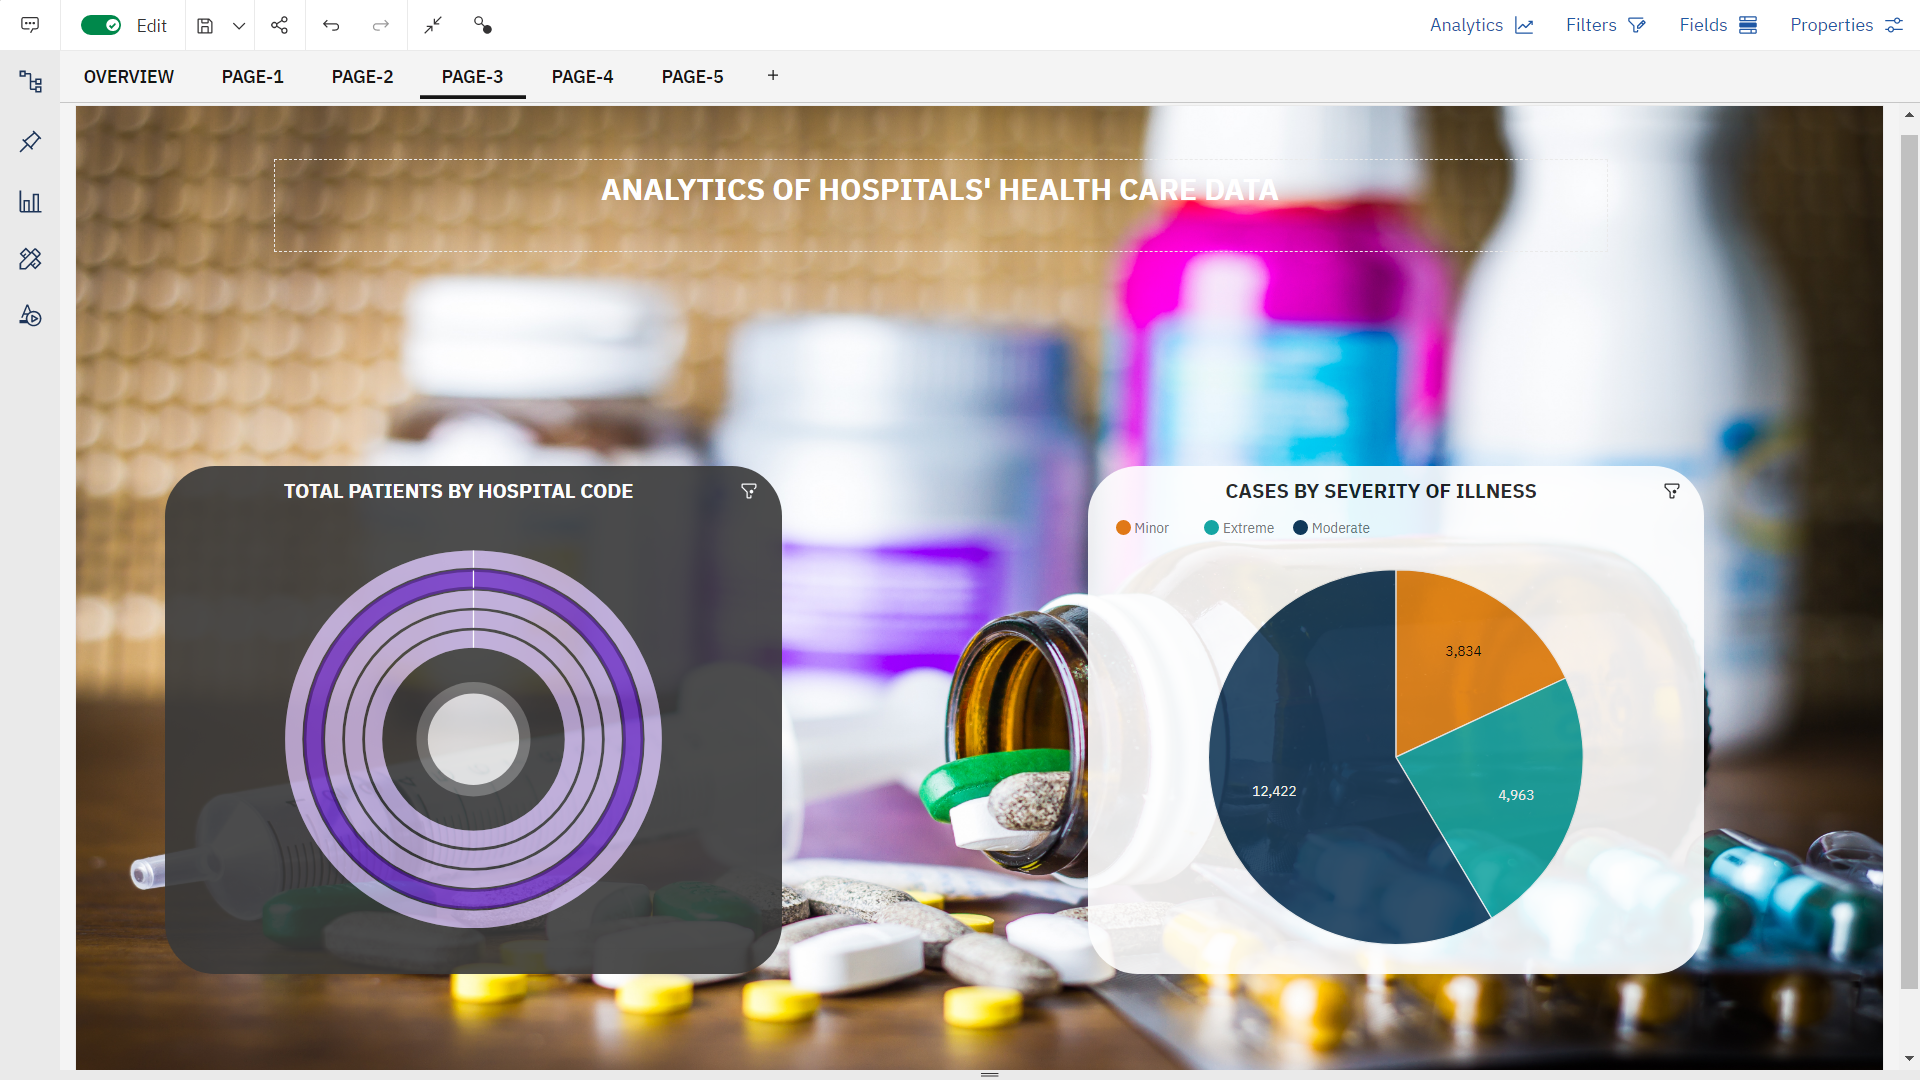 Edit
Analytics
Filters
Fields
Properties
OVERVIEW
PAGE-1
PAGE-2
PAGE-3
PAGE-4
PAGE-5
+
ANALYTICS OF HOSPITALS' HEALTH CARE DATA
TOTAL PATIENTS BY HOSPITAL CODE
CASES BY SEVERITY OF ILLNESS
Minor
Extreme
Moderate
3,834
12,422
4,963